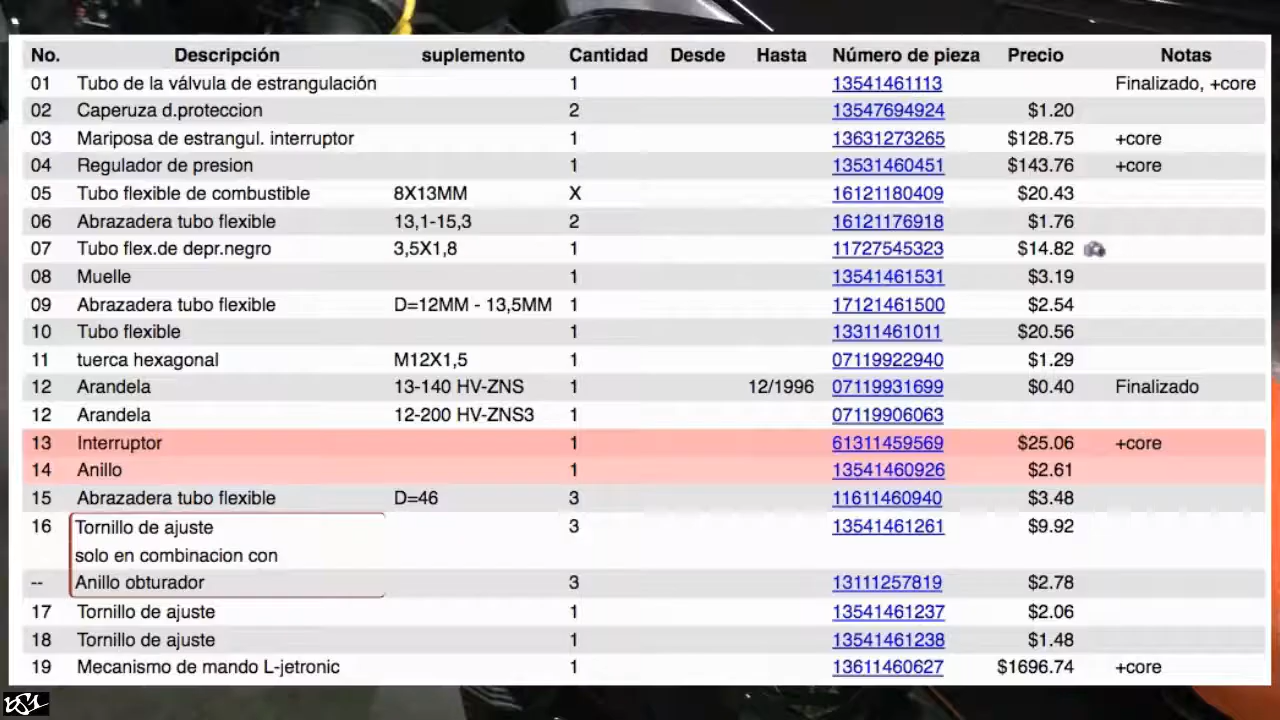 No. Descripción suplemento Cantidad Desde Hasta Número de pieza Precio Notas
01 Tubo de la válvula de estrangulación 1 13541461113 Finalizado, +core
02 Caperuza d.proteccion 2 13547694924 $1.20
03 Mariposa de estrangul. interruptor 1 13631273265 $128.75 +core
04 Regulador de presion 1 13531460451 $143.76 +core
05 Tubo flexible de combustible 8X13MM X 16121180409 $20.43
06 Abrazadera tubo flexible 13,1-15,3 2 16121176918 $1.76
07 Tubo flex.de depr.negro 3,5X1,8 1 11727545323 $14.82
08 Muelle 1 13541461531 $3.19
09 Abrazadera tubo flexible D=12MM - 13,5MM 1 17121461500 $2.54
10 Tubo flexible 1 13311461011 $20.56
11 tuerca hexagonal M12X1,5 1 07119922940 $1.29
12 Arandela 13-140 HV-ZNS 1 12/1996 07119931699 $0.40 Finalizado
12 Arandela 12-200 HV-ZNS3 1 07119906063
13 Interruptor 1 61311459569 $25.06 +core
14 Anillo 1 13541460926 $2.61
15 Abrazadera tubo flexible D=46 3 11611460940 $3.48
16 Tornillo de ajuste 3 13541461261 $9.92
solo en combinacion con
-- Anillo obturador 3 13111257819 $2.78
17 Tornillo de ajuste 1 13541461237 $2.06
18 Tornillo de ajuste 1 13541461238 $1.48
19 Mecanismo de mando L-jetronic 1 13611460627 $1696.74 +core